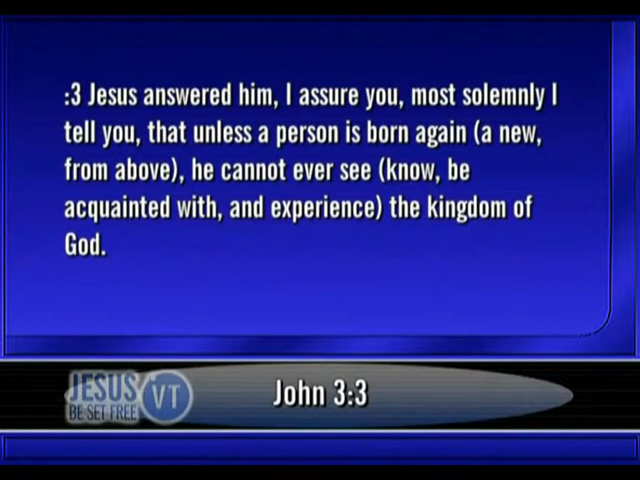 :3 Jesus answered him, I assure you, most solemnly I
tell you, that unless a person is born again (a new,
from above), he cannot ever see (know, be
acquainted with, and experience) the kingdom of
God.
JESUS
BE SET FREE
VT
John 3:3